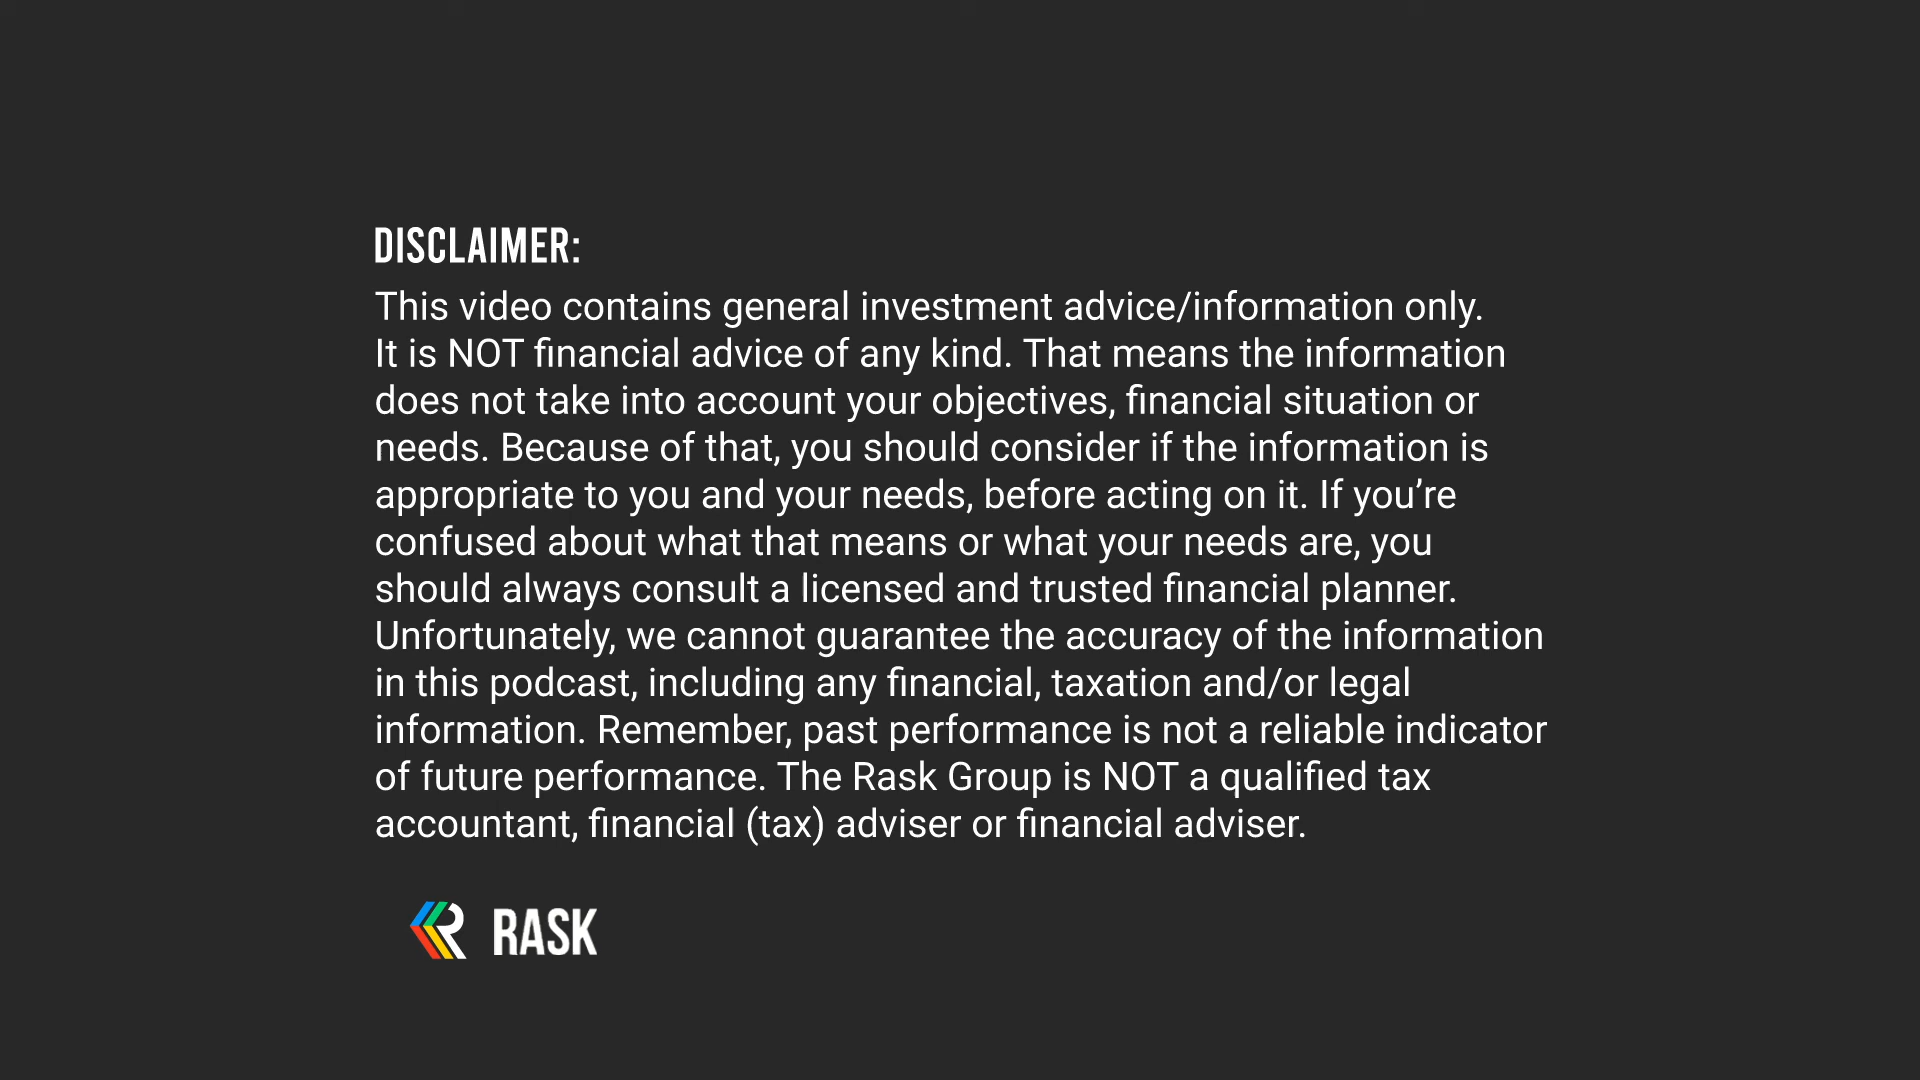 DISCLAIMER:
This video contains general investment advice/information only.
It is NOT financial advice of any kind. That means the information
does not take into account your objectives, financial situation or
needs. Because of that, you should consider if the information is
appropriate to you and your needs, before acting on it. If you’re
confused about what that means or what your needs are, you
should always consult a licensed and trusted financial planner.
Unfortunately, we cannot guarantee the accuracy of the information
in this podcast, including any financial, taxation and/or legal
information. Remember, past performance is not a reliable indicator
of future performance. The Rask Group is NOT a qualified tax
accountant, financial (tax) adviser or financial adviser.
RASK